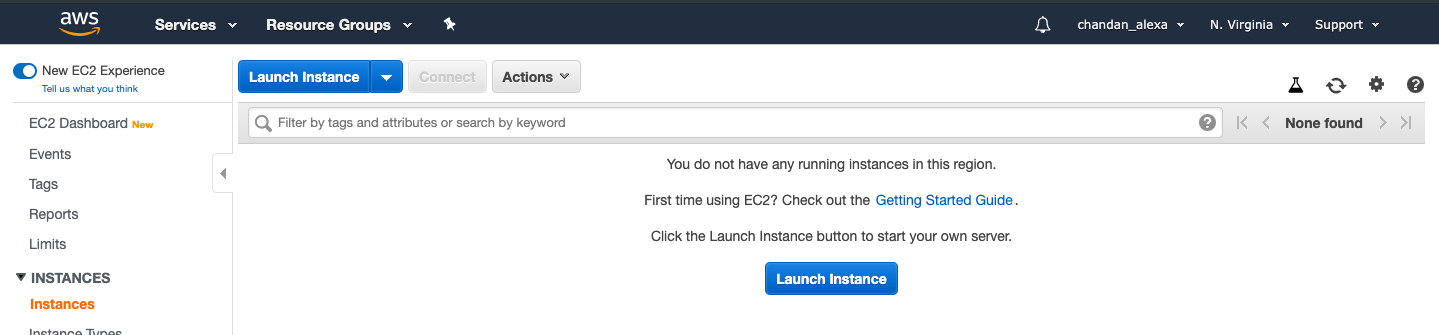 aws Services Resource Groups chandan_alexa N. Virginia Support
New EC2 Experience
Tell us what you think
EC2 Dashboard New
Events
Tags
Reports
Limits
INSTANCES
Instances
Instance Types
Launch Instance Connect Actions
Filter by tags and attributes or search by keyword ? None found
You do not have any running instances in this region.
First time using EC2? Check out the Getting Started Guide.
Click the Launch Instance button to start your own server.
Launch Instance